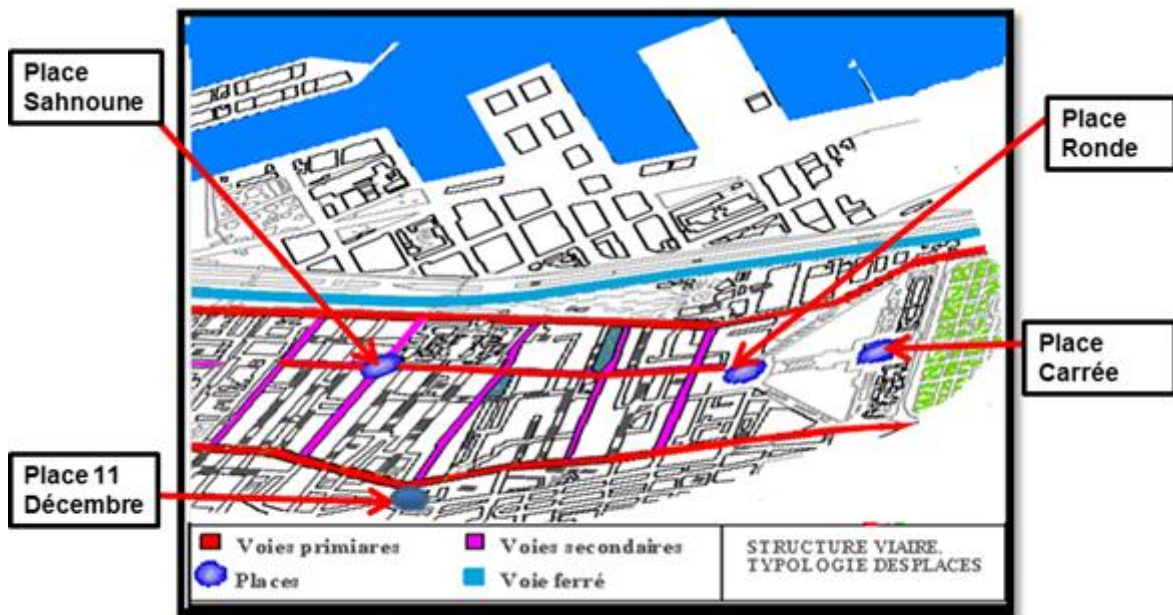 Place
Sahnoune
Place
Ronde
Place
Carrée
Place 11
Décembre
Voies primiares
Voies secondaires
STRUCTURE VIAIRE.
TYPOLOGIE DESPLACES
Places
Voie ferré